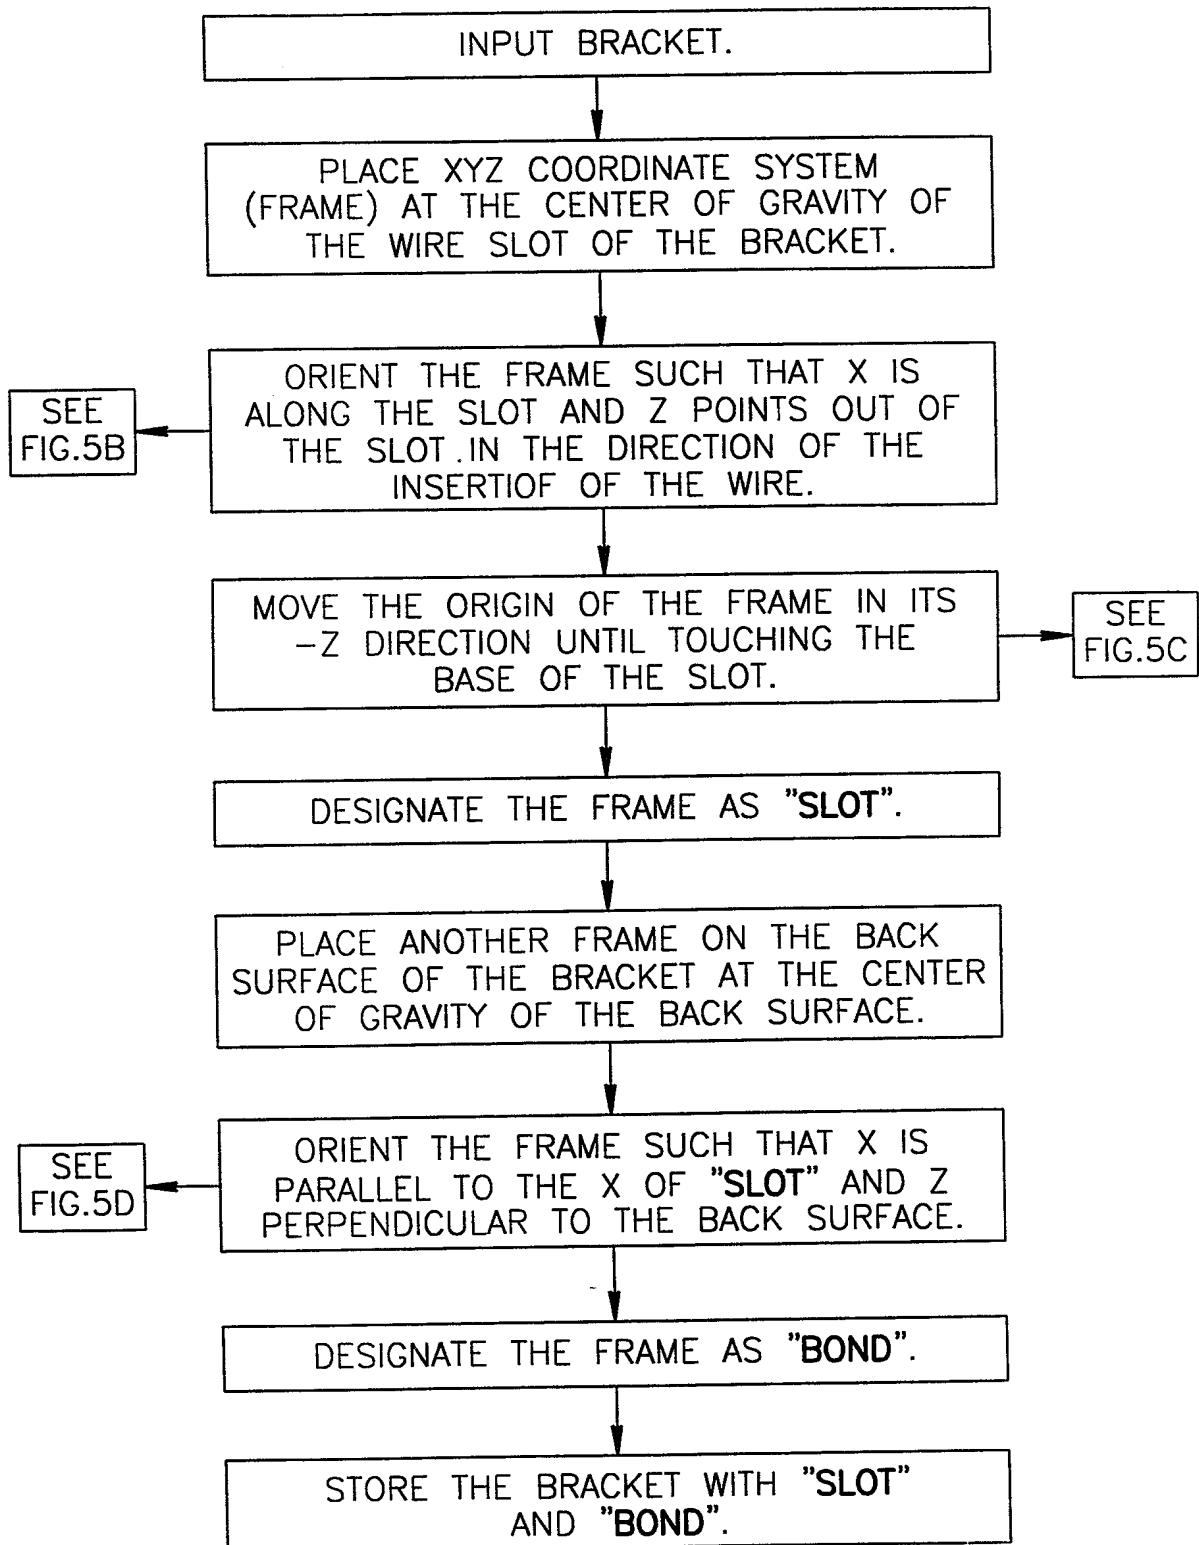 INPUT BRACKET.
PLACE XYZ COORDINATE SYSTEM
(FRAME) AT THE CENTER OF GRAVITY OF
THE WIRE SLOT OF THE BRACKET.
ORIENT THE FRAME SUCH THAT X IS
ALONG THE SLOT AND Z POINTS OUT OF
THE SLOT.IN THE DIRECTION OF THE
INSERTIOF OF THE WIRE.
SEE
FIG.5B
MOVE THE ORIGIN OF THE FRAME IN ITS
-Z DIRECTION UNTIL TOUCHING THE
BASE OF THE SLOT.
SEE
FIG.5C
DESIGNATE THE FRAME AS "SLOT".
PLACE ANOTHER FRAME ON THE BACK
SURFACE OF THE BRACKET AT THE CENTER
OF GRAVITY OF THE BACK SURFACE.
ORIENT THE FRAME SUCH THAT X IS
PARALLEL TO THE X OF "SLOT" AND Z
PERPENDICULAR TO THE BACK SURFACE.
SEE
FIG.5D
DESIGNATE THE FRAME AS "BOND".
STORE THE BRACKET WITH "SLOT"
AND "BOND".